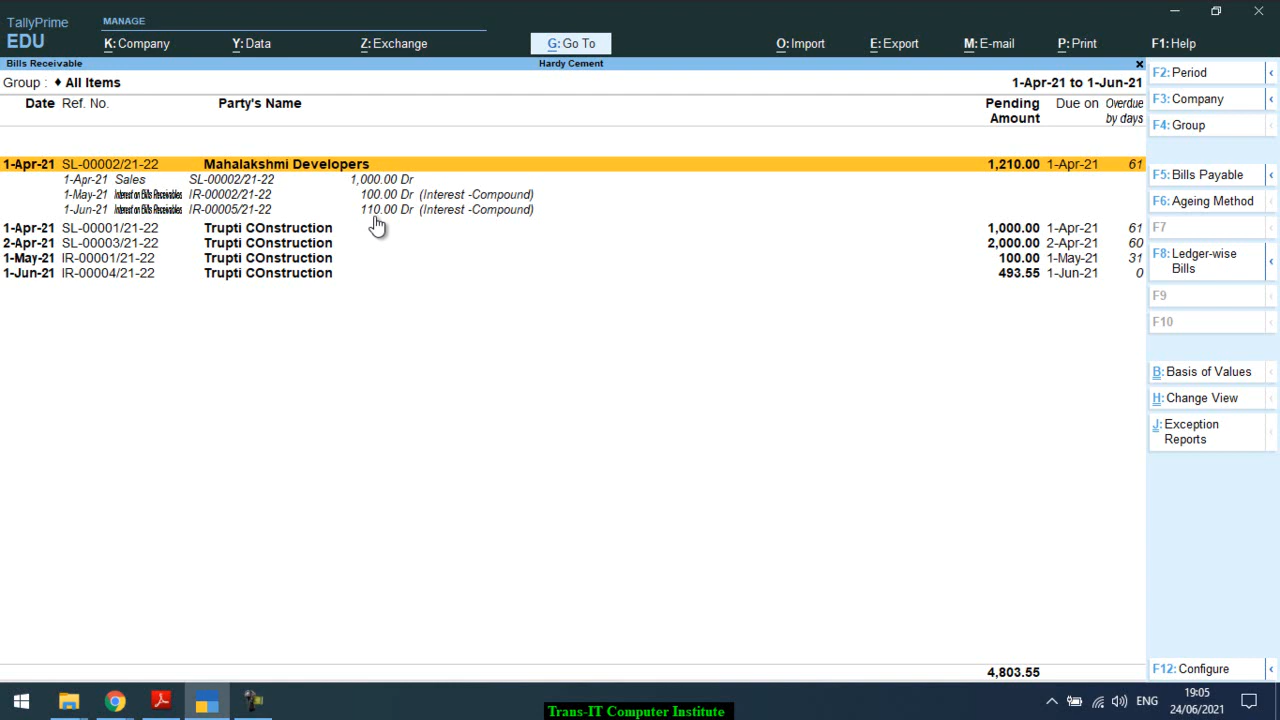 TallyPrime
EDU
MANAGE
K: Company
Y: Data
Z: Exchange
G: Go To
O: Import
E: Export
M: E-mail
P: Print
F1: Help
Bills Receivable
Hardy Cement
Group : ♦ All Items
1-Apr-21 to 1-Jun-21
Date Ref. No. Party's Name Pending Amount Due on Overdue by days
1-Apr-21 SL-00002/21-22 Mahalakshmi Developers 1,210.00 1-Apr-21 61
1-Apr-21 Sales SL-00002/21-22 1,000.00 Dr
1-May-21 Interest on Bills Receivables IR-00002/21-22 100.00 Dr (Interest -Compound)
1-Jun-21 Interest on Bills Receivables IR-00005/21-22 110.00 Dr (Interest -Compound)
1-Apr-21 SL-00001/21-22 Trupti COnstruction 1,000.00 1-Apr-21 61
2-Apr-21 SL-00003/21-22 Trupti COnstruction 2,000.00 2-Apr-21 60
1-May-21 IR-00001/21-22 Trupti COnstruction 100.00 1-May-21 31
1-Jun-21 IR-00004/21-22 Trupti COnstruction 493.55 1-Jun-21 0
4,803.55
F2: Period
F3: Company
F4: Group
F5: Bills Payable
F6: Ageing Method
F7
F8: Ledger-wise
Bills
F9
F10
B: Basis of Values
H: Change View
J: Exception
Reports
F12: Configure
ENG
19:05
24/06/2021
Trans-IT Computer Institute